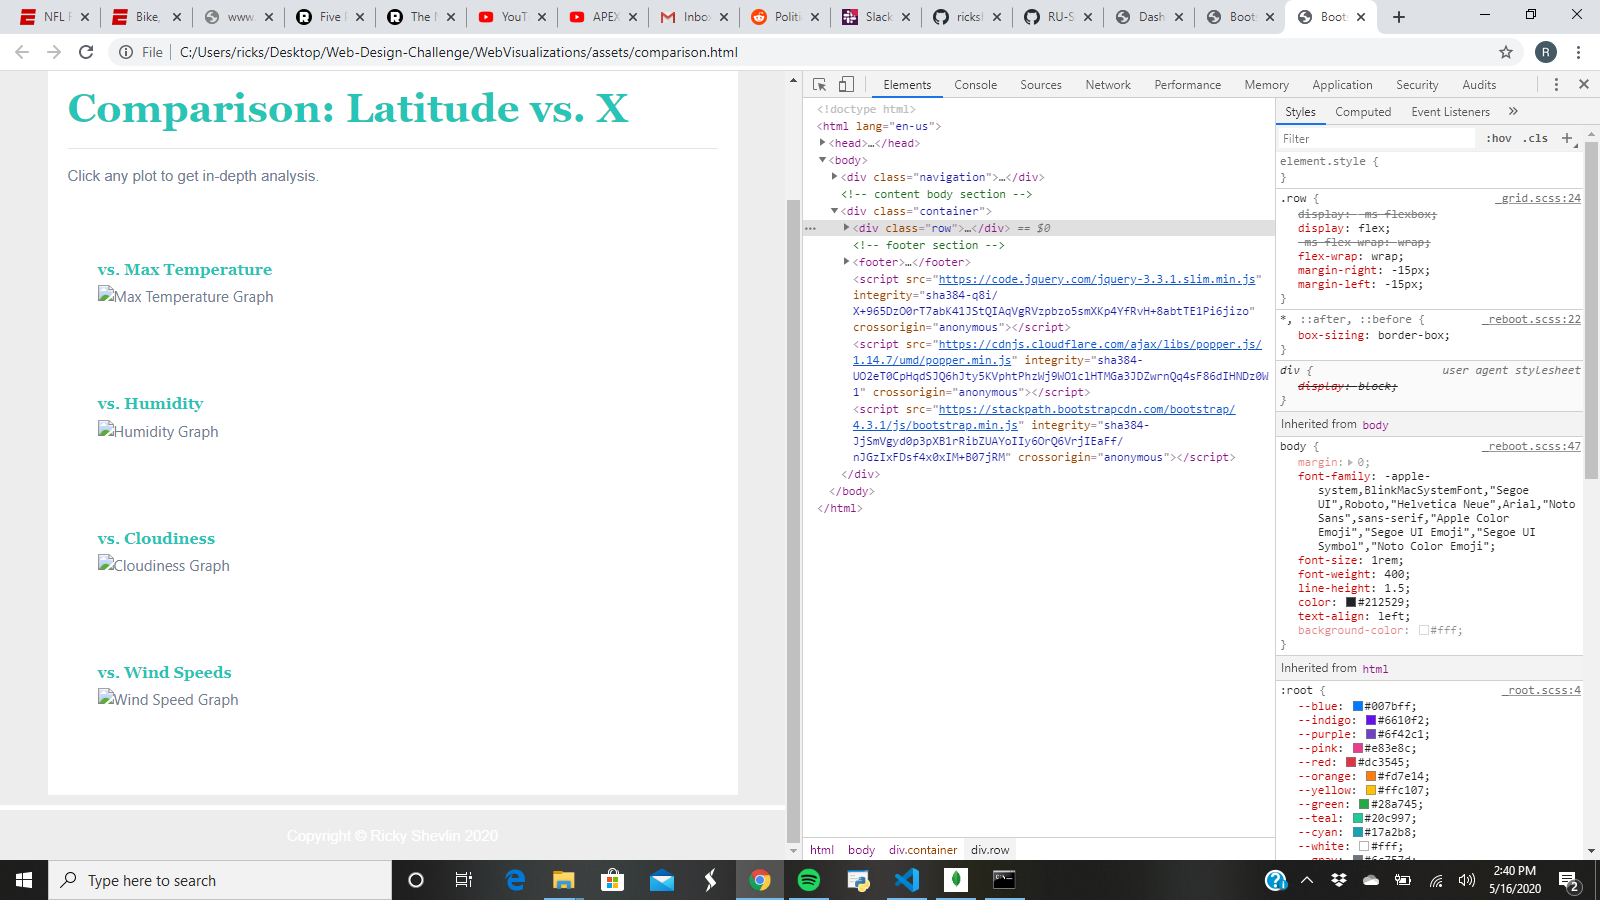 NFL F
Bike,
www.
Five I
The N
YouT
APEX
Inbox
Politi
Slack
ricksl
RU-S
Dash
Boots
Boots
File
C:/Users/ricks/Desktop/Web-Design-Challenge/WebVisualizations/assets/comparison.html
R
Comparison: Latitude vs. X
Click any plot to get in-depth analysis.
vs. Max Temperature
Max Temperature Graph
vs. Humidity
Humidity Graph
vs. Cloudiness
Cloudiness Graph
vs. Wind Speeds
Wind Speed Graph
Copyright © Ricky Shevlin 2020
Elements Console Sources Network Performance Memory Application Security Audits
<!doctype html>
<html lang="en-us">
<head>…</head>
<body>
<div class="navigation">…</div>
<!-- content body section -->
<div class="container">
<div class="row">…</div> == $0
<!-- footer section -->
<footer>…</footer>
<script src="https://code.jquery.com/jquery-3.3.1.slim.min.js"
integrity="sha384-q8i/
X+965DzO0rT7abK41JStQIAqVgRVzpbzo5smXKp4YfRvH+8abtTE1Pi6jizo"
crossorigin="anonymous"></script>
<script src="https://cdnjs.cloudflare.com/ajax/libs/popper.js/
1.14.7/umd/popper.min.js" integrity="sha384-
UO2eT0CpHqdSJQ6hJty5KVphtPhzWj9WO1clHTMGa3JDZwrnQq4sF86dIHNDz0W
1" crossorigin="anonymous"></script>
<script src="https://stackpath.bootstrapcdn.com/bootstrap/
4.3.1/js/bootstrap.min.js" integrity="sha384-
JjSmVgyd0p3pXB1rRibZUAYoIIy6OrQ6VrjIEaFf/
nJGzIxFDsf4x0xIM+B07jRM" crossorigin="anonymous"></script>
</div>
</body>
</html>
html body div.container div.row
Styles Computed Event Listeners »
Filter :hov .cls +
element.style {
}
.row { _grid.scss:24
display: -ms-flexbox;
display: flex;
-ms-flex-wrap: wrap;
flex-wrap: wrap;
margin-right: -15px;
margin-left: -15px;
}
*, ::after, ::before { _reboot.scss:22
box-sizing: border-box;
}
div { user agent stylesheet
display: block;
}
Inherited from body
body { _reboot.scss:47
margin: 0;
font-family: -apple-
system,BlinkMacSystemFont,"Segoe
UI",Roboto,"Helvetica Neue",Arial,"Noto
Sans",sans-serif,"Apple Color
Emoji","Segoe UI Emoji","Segoe UI
Symbol","Noto Color Emoji";
font-size: 1rem;
font-weight: 400;
line-height: 1.5;
color: #212529;
text-align: left;
background-color: #fff;
}
Inherited from html
:root { _root.scss:4
--blue: #007bff;
--indigo: #6610f2;
--purple: #6f42c1;
--pink: #e83e8c;
--red: #dc3545;
--orange: #fd7e14;
--yellow: #ffc107;
--green: #28a745;
--teal: #20c997;
--cyan: #17a2b8;
--white: #fff;
--gray: #6c757d;
Type here to search
2:40 PM
5/16/2020
2